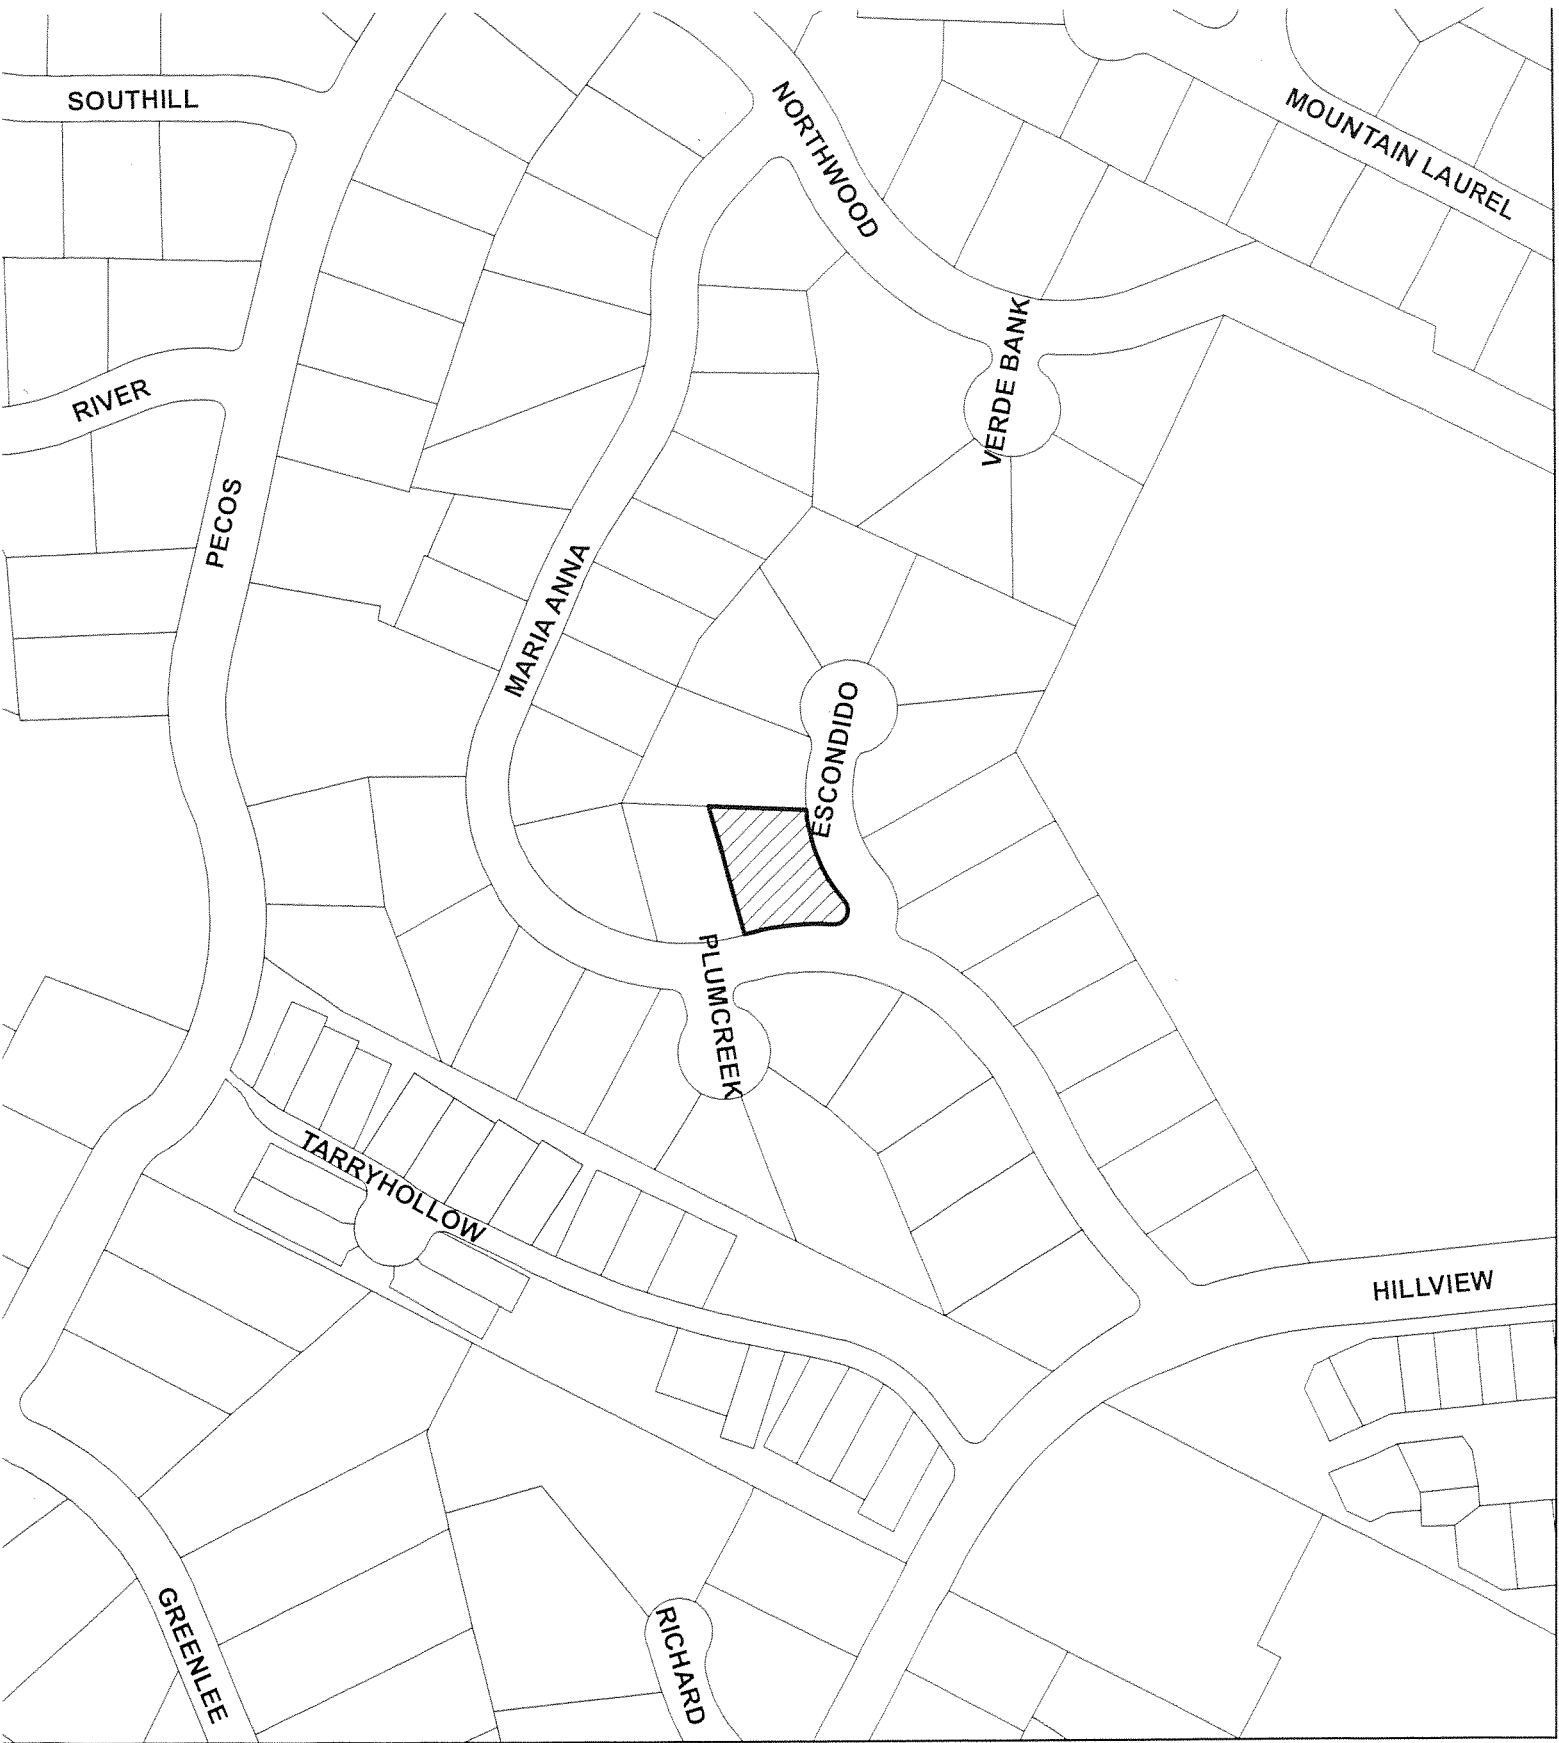 SOUTHILL
NORTHWOOD
MOUNTAIN LAUREL
RIVER
VERDE BANK
PECOS
MARIA ANNA
ESCONDIDO
PLUMCREEK
TARRYHOLLOW
HILLVIEW
GREENLEE
RICHARD